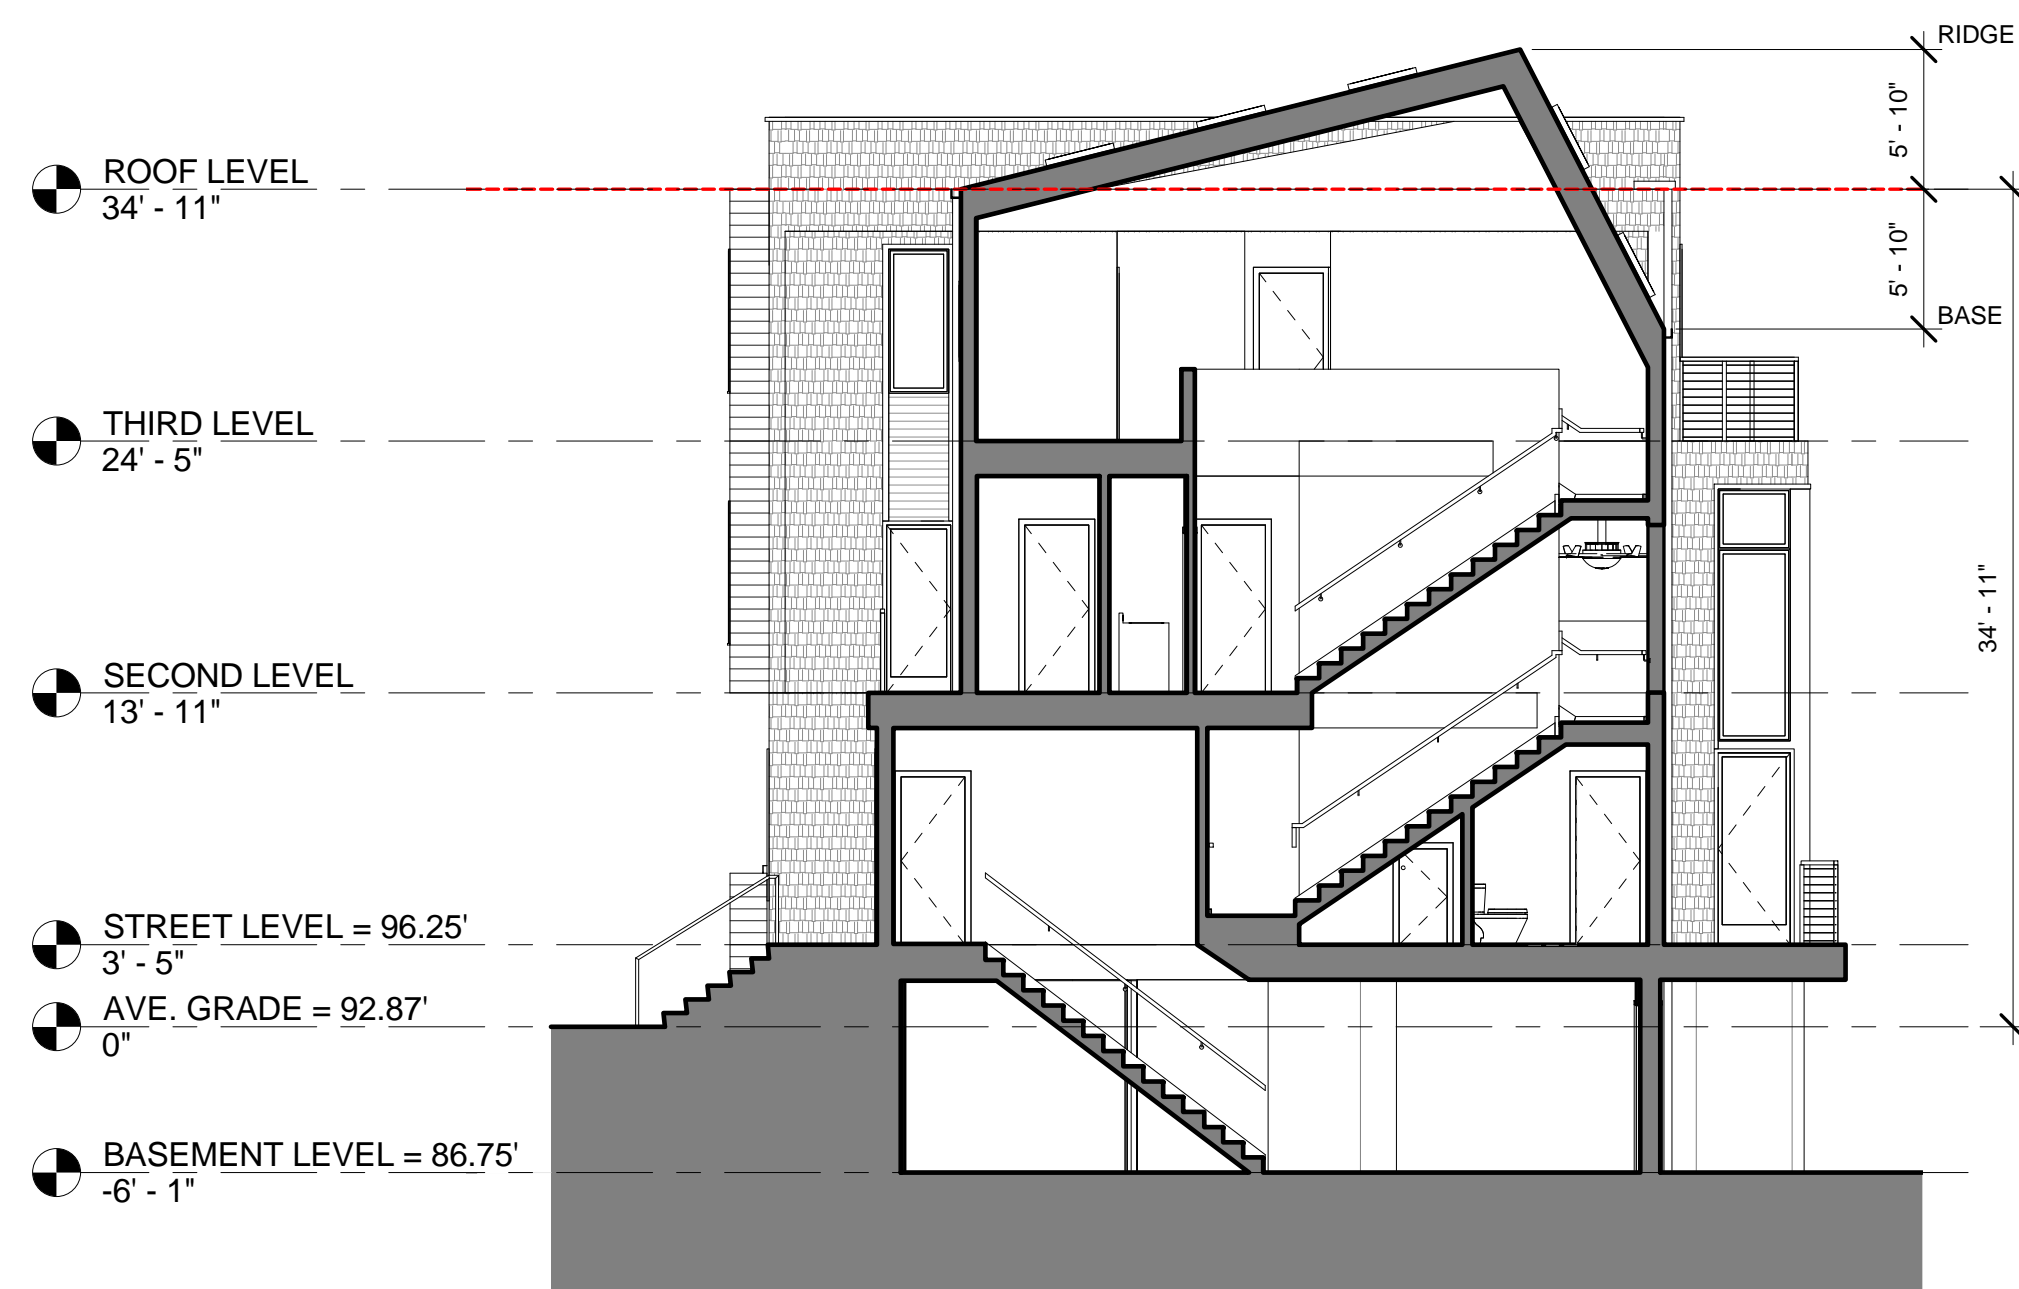 RIDGE
5' - 10"
ROOF LEVEL
34' - 11"
5' - 10"
BASE
THIRD LEVEL
24' - 5"
34' - 11"
SECOND LEVEL
13' - 11"
STREET LEVEL = 96.25'
3' - 5"
AVE. GRADE = 92.87'
0"
BASEMENT LEVEL = 86.75'
-6' - 1"